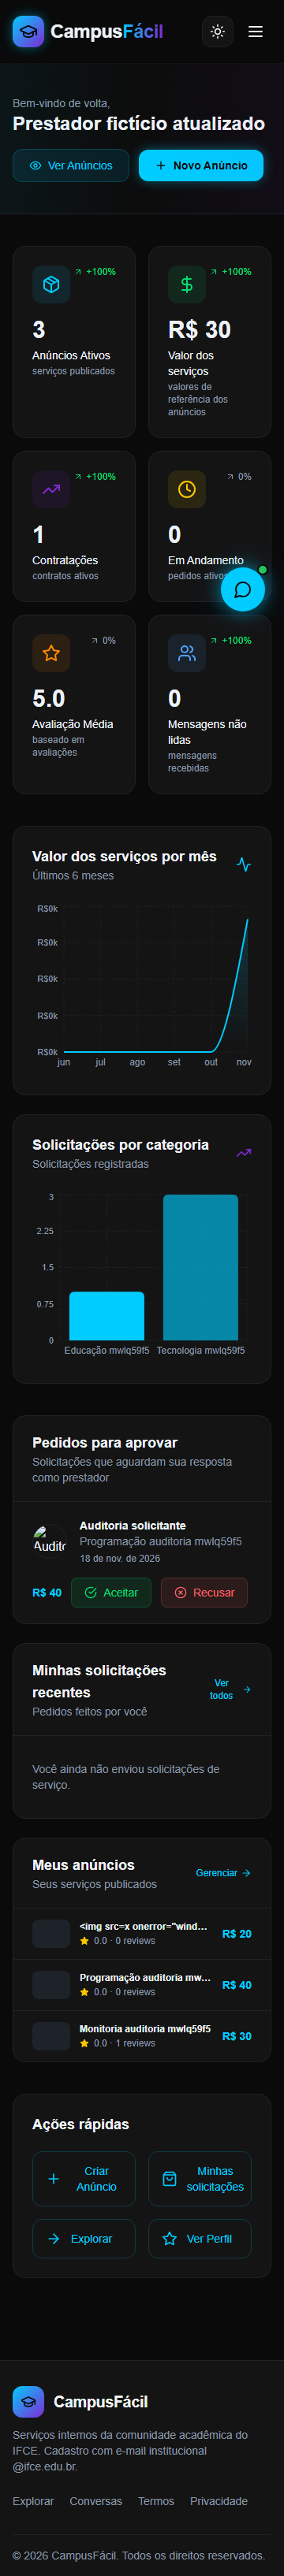 CampusFácil
Bem-vindo de volta,
Prestador fictício atualizado
Ver Anúncios
Novo Anúncio
+100%
3
Anúncios Ativos
serviços publicados
+100%
R$ 30
Valor dos
serviços
valores de
referência dos
anúncios
+100%
1
Contratações
contratos ativos
0%
0
Em Andamento
pedidos ativos
0%
5.0
Avaliação Média
baseado em
avaliações
+100%
0
Mensagens não
lidas
mensagens
recebidas
Valor dos serviços por mês
Últimos 6 meses
R$0k
R$0k
R$0k
R$0k
R$0k
jun jul ago set out nov
Solicitações por categoria
Solicitações registradas
3
2.25
1.5
0.75
0
Educação mwlq59f5 Tecnologia mwlq59f5
Pedidos para aprovar
Solicitações que aguardam sua resposta
como prestador
Auditoria solicitante
Programação auditoria mwlq59f5
18 de nov. de 2026
R$ 40
Aceitar
Recusar
Minhas solicitações
recentes
Pedidos feitos por você
Ver
todos
Você ainda não enviou solicitações de
serviço.
Meus anúncios
Seus serviços publicados
Gerenciar
<img src=x onerror="wind...
0.0 · 0 reviews
R$ 20
Programação auditoria mw...
0.0 · 0 reviews
R$ 40
Monitoria auditoria mwlq59f5
0.0 · 1 reviews
R$ 30
Ações rápidas
Criar
Anúncio
Minhas
solicitações
Explorar
Ver Perfil
CampusFácil
Serviços internos da comunidade acadêmica do
IFCE. Cadastro com e-mail institucional
@ifce.edu.br.
Explorar Conversas Termos Privacidade
© 2026 CampusFácil. Todos os direitos reservados.